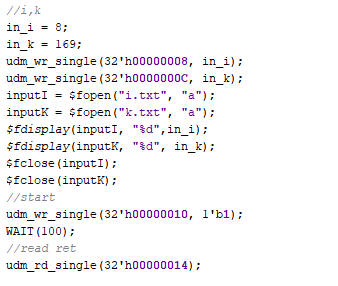 //i,k
in_i = 8;
in_k = 169;
udm_wr_single(32'h00000008, in_i);
udm_wr_single(32'h0000000C, in_k);
inputI = $fopen("i.txt", "a");
inputK = $fopen("k.txt", "a");
$fdisplay(inputI, "%d",in_i);
$fdisplay(inputK, "%d", in_k);
$fclose(inputI);
$fclose(inputK);
//start
udm_wr_single(32'h00000010, 1'b1);
WAIT(100);
//read ret
udm_rd_single(32'h00000014);